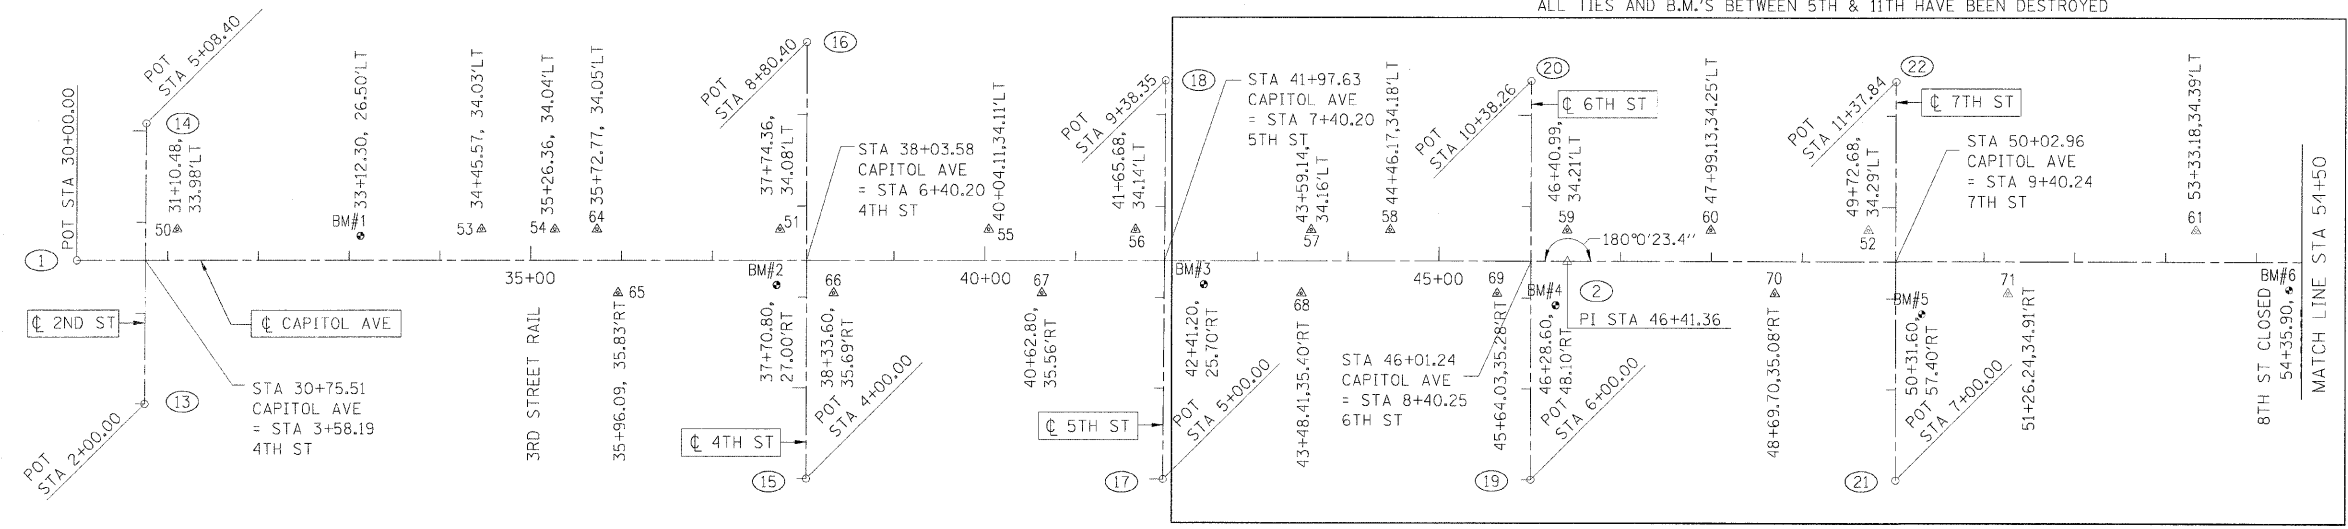 ALL TIES AND B.M.'S BETWEEN 5TH & 11TH HAVE BEEN DESTROYED
POT STA 30+00.00
1
POT
STA 5+08.40
14
31+10.48,
33.98'LT
50
33+12.30, 26.50'LT
BM#1
34+45.57, 34.03'LT
53
35+26.36, 34.04'LT
54
35+72.77, 34.05'LT
64
POT
STA 8+80.40
16
37+74.36,
34.08'LT
51
STA 38+03.58
CAPITOL AVE
= STA 6+40.20
4TH ST
40+04.11,34.11'LT
55
POT
STA 9+38.35
18
41+65.68,
34.14'LT
56
STA 41+97.63
CAPITOL AVE
= STA 7+40.20
5TH ST
43+59.14,
34.16'LT
57
44+46.17,34.18'LT
58
POT
STA 10+38.26
20
℄ 6TH ST
46+40.99,
34.21'LT
59
180°0'23.4"
47+99.13,34.25'LT
60
POT
STA 11+37.84
22
℄ 7TH ST
49+72.68,
34.29'LT
52
STA 50+02.96
CAPITOL AVE
= STA 9+40.24
7TH ST
53+33.18,34.39'LT
61
MATCH LINE STA 54+50
35+00
40+00
45+00
℄ 2ND ST
℄ CAPITOL AVE
STA 30+75.51
CAPITOL AVE
= STA 3+58.19
4TH ST
POT
STA 2+00.00
13
3RD STREET RAIL
65
35+96.09, 35.83'RT
BM#2
37+70.80,
27.00'RT
66
38+33.60,
35.69'RT
℄ 4TH ST
POT
STA 4+00.00
15
67
40+62.80,
35.56'RT
℄ 5TH ST
BM#3
42+41.20,
25.70'RT
POT
STA 5+00.00
17
68
43+48.41,35.40'RT
STA 46+01.24
CAPITOL AVE
= STA 8+40.25
6TH ST
69
45+64.03,35.28'RT
BM#4
46+28.60,
48.10'RT
2
PI STA 46+41.36
POT
STA 6+00.00
19
70
48+69.70,35.08'RT
BM#5
50+31.60,
57.40'RT
POT
STA 7+00.00
21
71
51+26.24,34.91'RT
8TH ST CLOSED
BM#6
54+35.90,